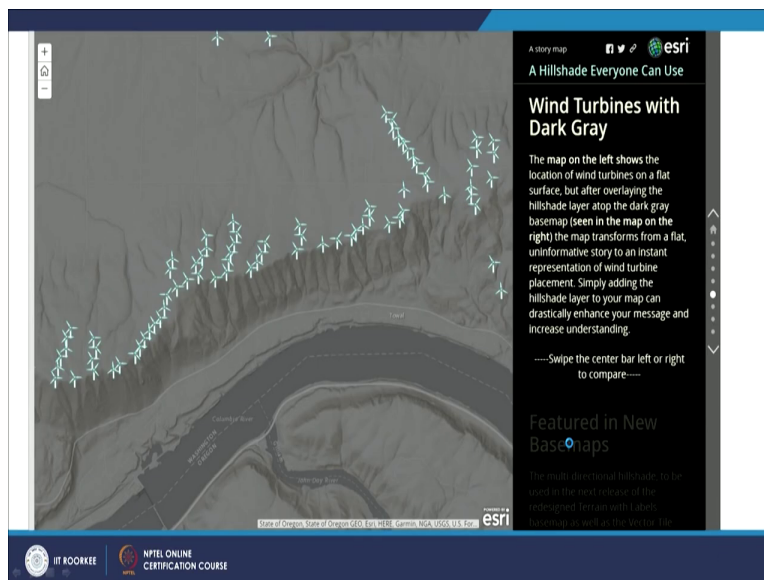 A story map
esri
A Hillshade Everyone Can Use
Wind Turbines with
Dark Gray
The map on the left shows the
location of wind turbines on a flat
surface, but after overlaying the
hillshade layer atop the dark gray
basemap (seen in the map on the
right) the map transforms from a flat,
uninformative story to an instant
representation of wind turbine
placement. Simply adding the
hillshade layer to your map can
drastically enhance your message and
increase understanding.
-----Swipe the center bar left or right
to compare-----
Featured in New
Basemaps
The multi-directional hillshade, to be
used in the next release of the
redesigned Terrain with Labels
basemap as well as the Vector Tile
Columbia River
WASHINGTON
OREGON
John Day River
State of Oregon, State of Oregon GEO, Esri, HERE, Garmin, NGA, USGS, U.S. For...
POWERED BY
esri
IIT ROORKEE
NPTEL ONLINE
CERTIFICATION COURSE